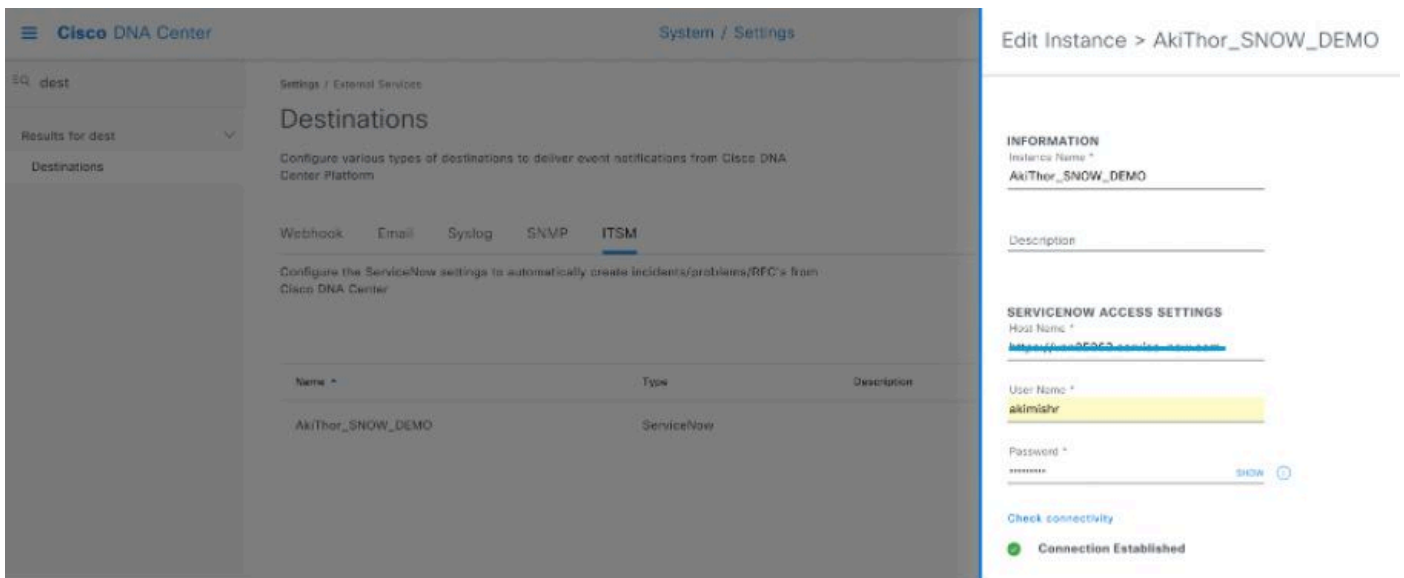 Cisco DNA Center
System / Settings
dest
Results for dest
Destinations
Settings / External Services
Destinations
Configure various types of destinations to deliver event notifications from Cisco DNA
Center Platform
Webhook Email Syslog SNMP ITSM
Configure the ServiceNow settings to automatically create incidents/problems/RFC's from
Cisco DNA Center
Name Type Description
AkiThor_SNOW_DEMO ServiceNow
Edit Instance > AkiThor_SNOW_DEMO
INFORMATION
Instance Name *
AkiThor_SNOW_DEMO
Description
SERVICENOW ACCESS SETTINGS
Host Name *
User Name *
akimishr
Password *
•••••••••
SHOW
Check connectivity
Connection Established